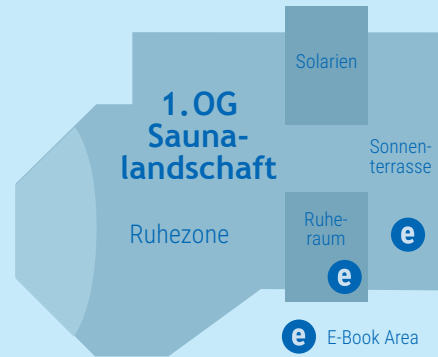 Solarien
1.OG
Sauna-
landschaft
Sonnen-
terrasse
Ruhezone
Ruhe-
raum
e
e
e E-Book Area